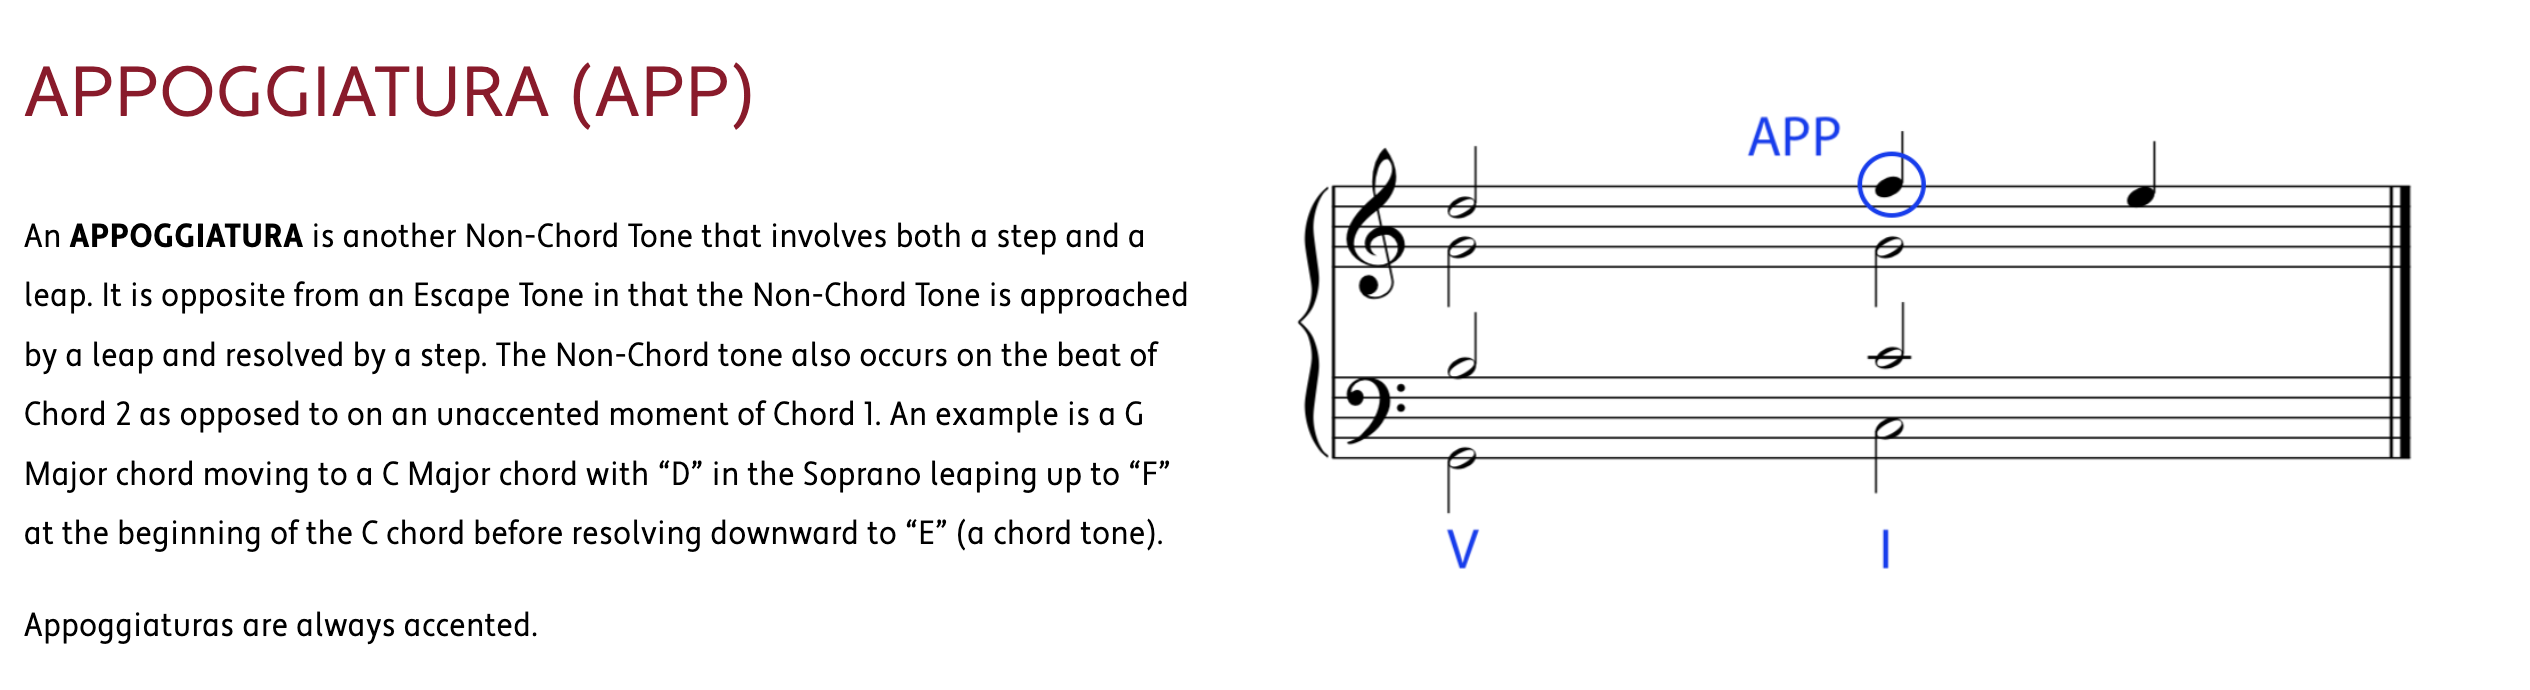 APPOGGIATURA (APP)
An APPOGGIATURA is another Non-Chord Tone that involves both a step and a
leap. It is opposite from an Escape Tone in that the Non-Chord Tone is approached
by a leap and resolved by a step. The Non-Chord tone also occurs on the beat of
Chord 2 as opposed to on an unaccented moment of Chord 1. An example is a G
Major chord moving to a C Major chord with “D” in the Soprano leaping up to “F”
at the beginning of the C chord before resolving downward to “E” (a chord tone).
Appoggiaturas are always accented.
APP
V I